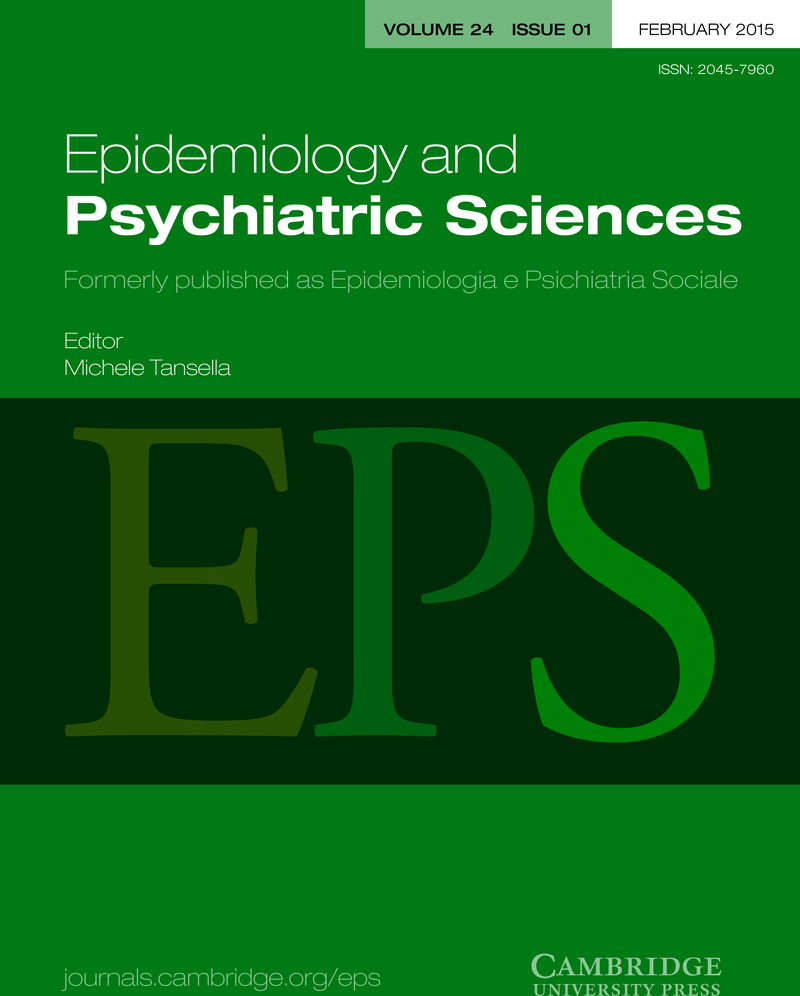 VOLUME 24 ISSUE 01 FEBRUARY 2015
ISSN: 2045-7960
Epidemiology and
Psychiatric Sciences
Formerly published as Epidemiologia e Psichiatria Sociale
Editor
Michele Tansella
EPS
journals.cambridge.org/eps
CAMBRIDGE
UNIVERSITY PRESS